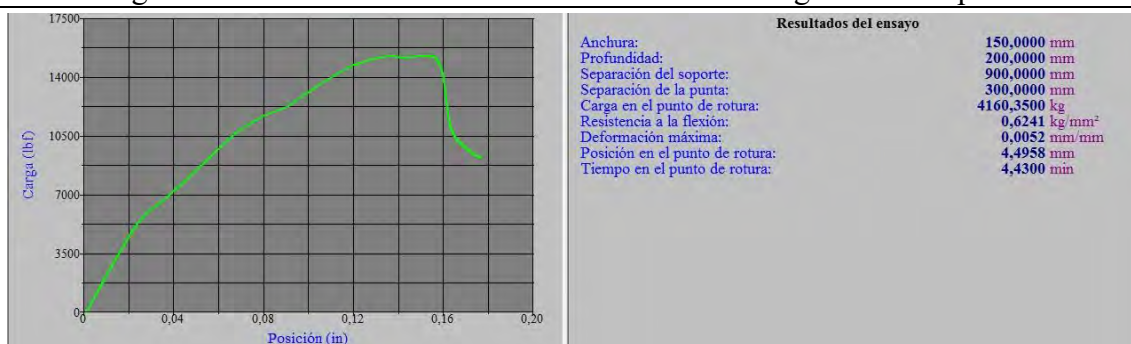 17500
14000
10500
7000
3500
0
0
0,04
0,08
0,12
0,16
0,20
Carga (lbf)
Posición (in)
Resultados del ensayo
Anchura: 150,0000 mm
Profundidad: 200,0000 mm
Separación del soporte: 900,0000 mm
Separación de la punta: 300,0000 mm
Carga en el punto de rotura: 4160,3500 kg
Resistencia a la flexión: 0,6241 kg/mm²
Deformación máxima: 0,0052 mm/mm
Posición en el punto de rotura: 4,4958 mm
Tiempo en el punto de rotura: 4,4300 min